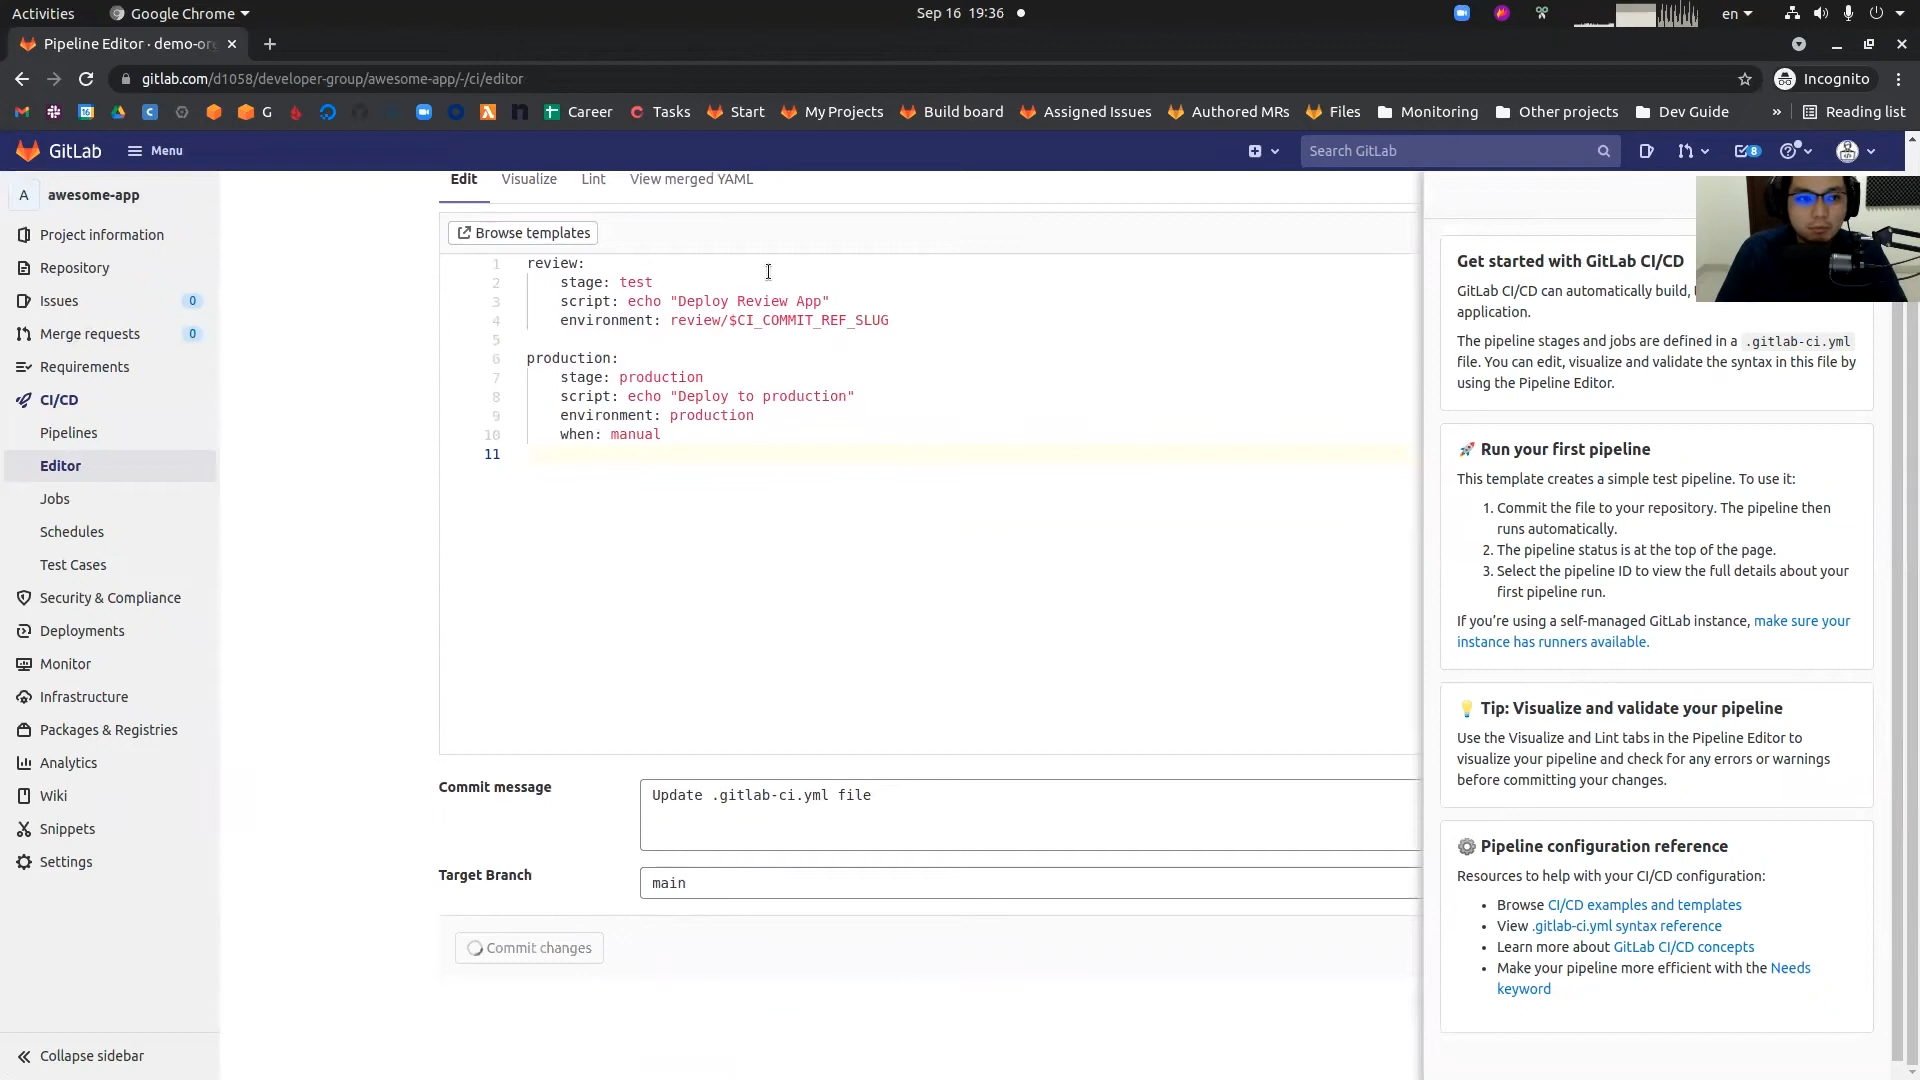 Activities
Google Chrome
Sep 16 19:36
en
Pipeline Editor · demo-or
gitlab.com/d1058/developer-group/awesome-app/-/ci/editor
Incognito
G
Career
Tasks
Start
My Projects
Build board
Assigned Issues
Authored MRs
Files
Monitoring
Other projects
Dev Guide
»
Reading list
GitLab
Menu
Search GitLab
8
A awesome-app
Project information
Repository
Issues 0
Merge requests 0
Requirements
CI/CD
Pipelines
Editor
Jobs
Schedules
Test Cases
Security & Compliance
Deployments
Monitor
Infrastructure
Packages & Registries
Analytics
Wiki
Snippets
Settings
Collapse sidebar
Edit Visualize Lint View merged YAML
Browse templates
1 review:
2 stage: test
3 script: echo "Deploy Review App"
4 environment: review/$CI_COMMIT_REF_SLUG
5
6 production:
7 stage: production
8 script: echo "Deploy to production"
9 environment: production
10 when: manual
11
Commit message
Update .gitlab-ci.yml file
Target Branch
main
Commit changes
Get started with GitLab CI/CD
GitLab CI/CD can automatically build,
application.
The pipeline stages and jobs are defined in a .gitlab-ci.yml
file. You can edit, visualize and validate the syntax in this file by
using the Pipeline Editor.
🚀 Run your first pipeline
This template creates a simple test pipeline. To use it:
1. Commit the file to your repository. The pipeline then
runs automatically.
2. The pipeline status is at the top of the page.
3. Select the pipeline ID to view the full details about your
first pipeline run.
If you’re using a self-managed GitLab instance, make sure your
instance has runners available.
💡 Tip: Visualize and validate your pipeline
Use the Visualize and Lint tabs in the Pipeline Editor to
visualize your pipeline and check for any errors or warnings
before committing your changes.
⚙️ Pipeline configuration reference
Resources to help with your CI/CD configuration:
• Browse CI/CD examples and templates
• View .gitlab-ci.yml syntax reference
• Learn more about GitLab CI/CD concepts
• Make your pipeline more efficient with the Needs
keyword